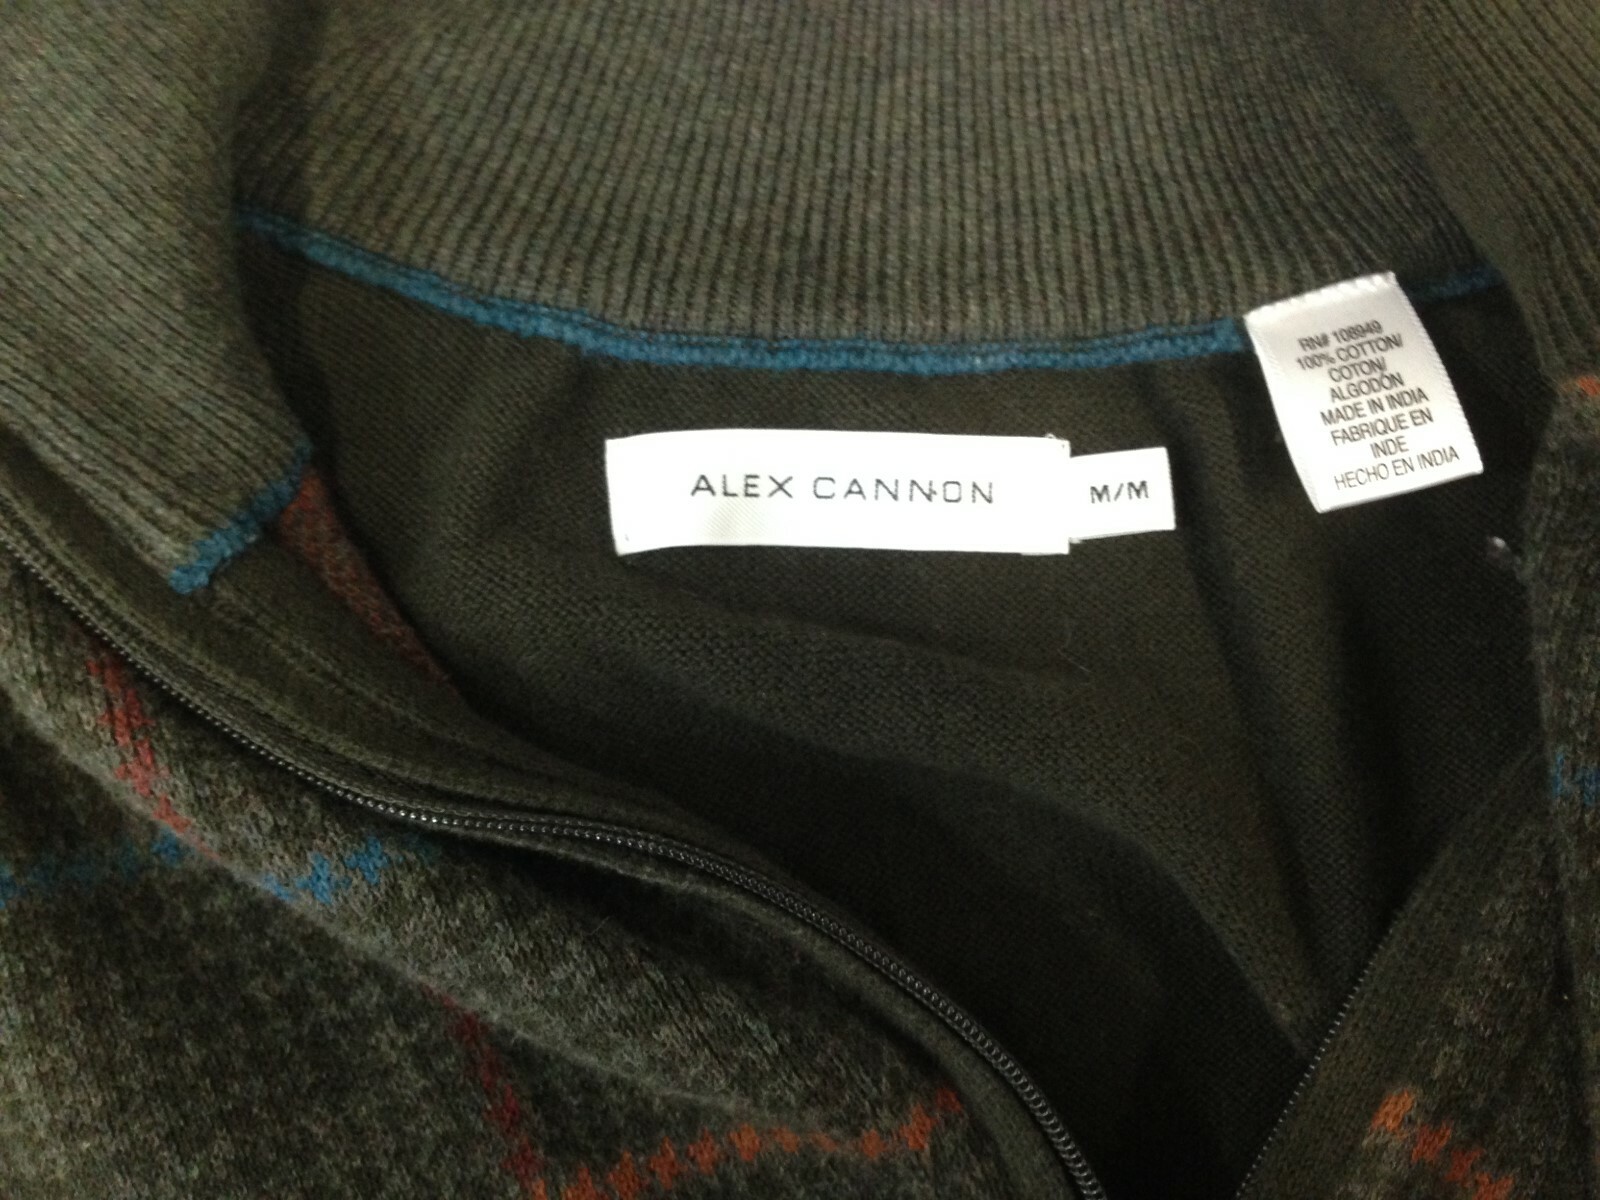 ALEX CANNON
M/M
RN# 108949
100% COTTON/
COTON/
ALGODÓN
MADE IN INDIA
FABRIQUE EN
INDE
HECHO EN INDIA